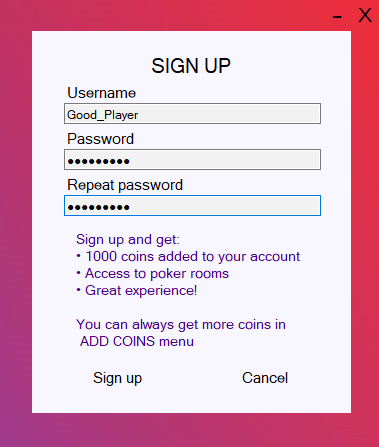 – X
SIGN UP
Username
Good_Player
Password
●●●●●●●●●
Repeat password
●●●●●●●●●
Sign up and get:
• 1000 coins added to your account
• Access to poker rooms
• Great experience!
You can always get more coins in
ADD COINS menu
Sign up Cancel